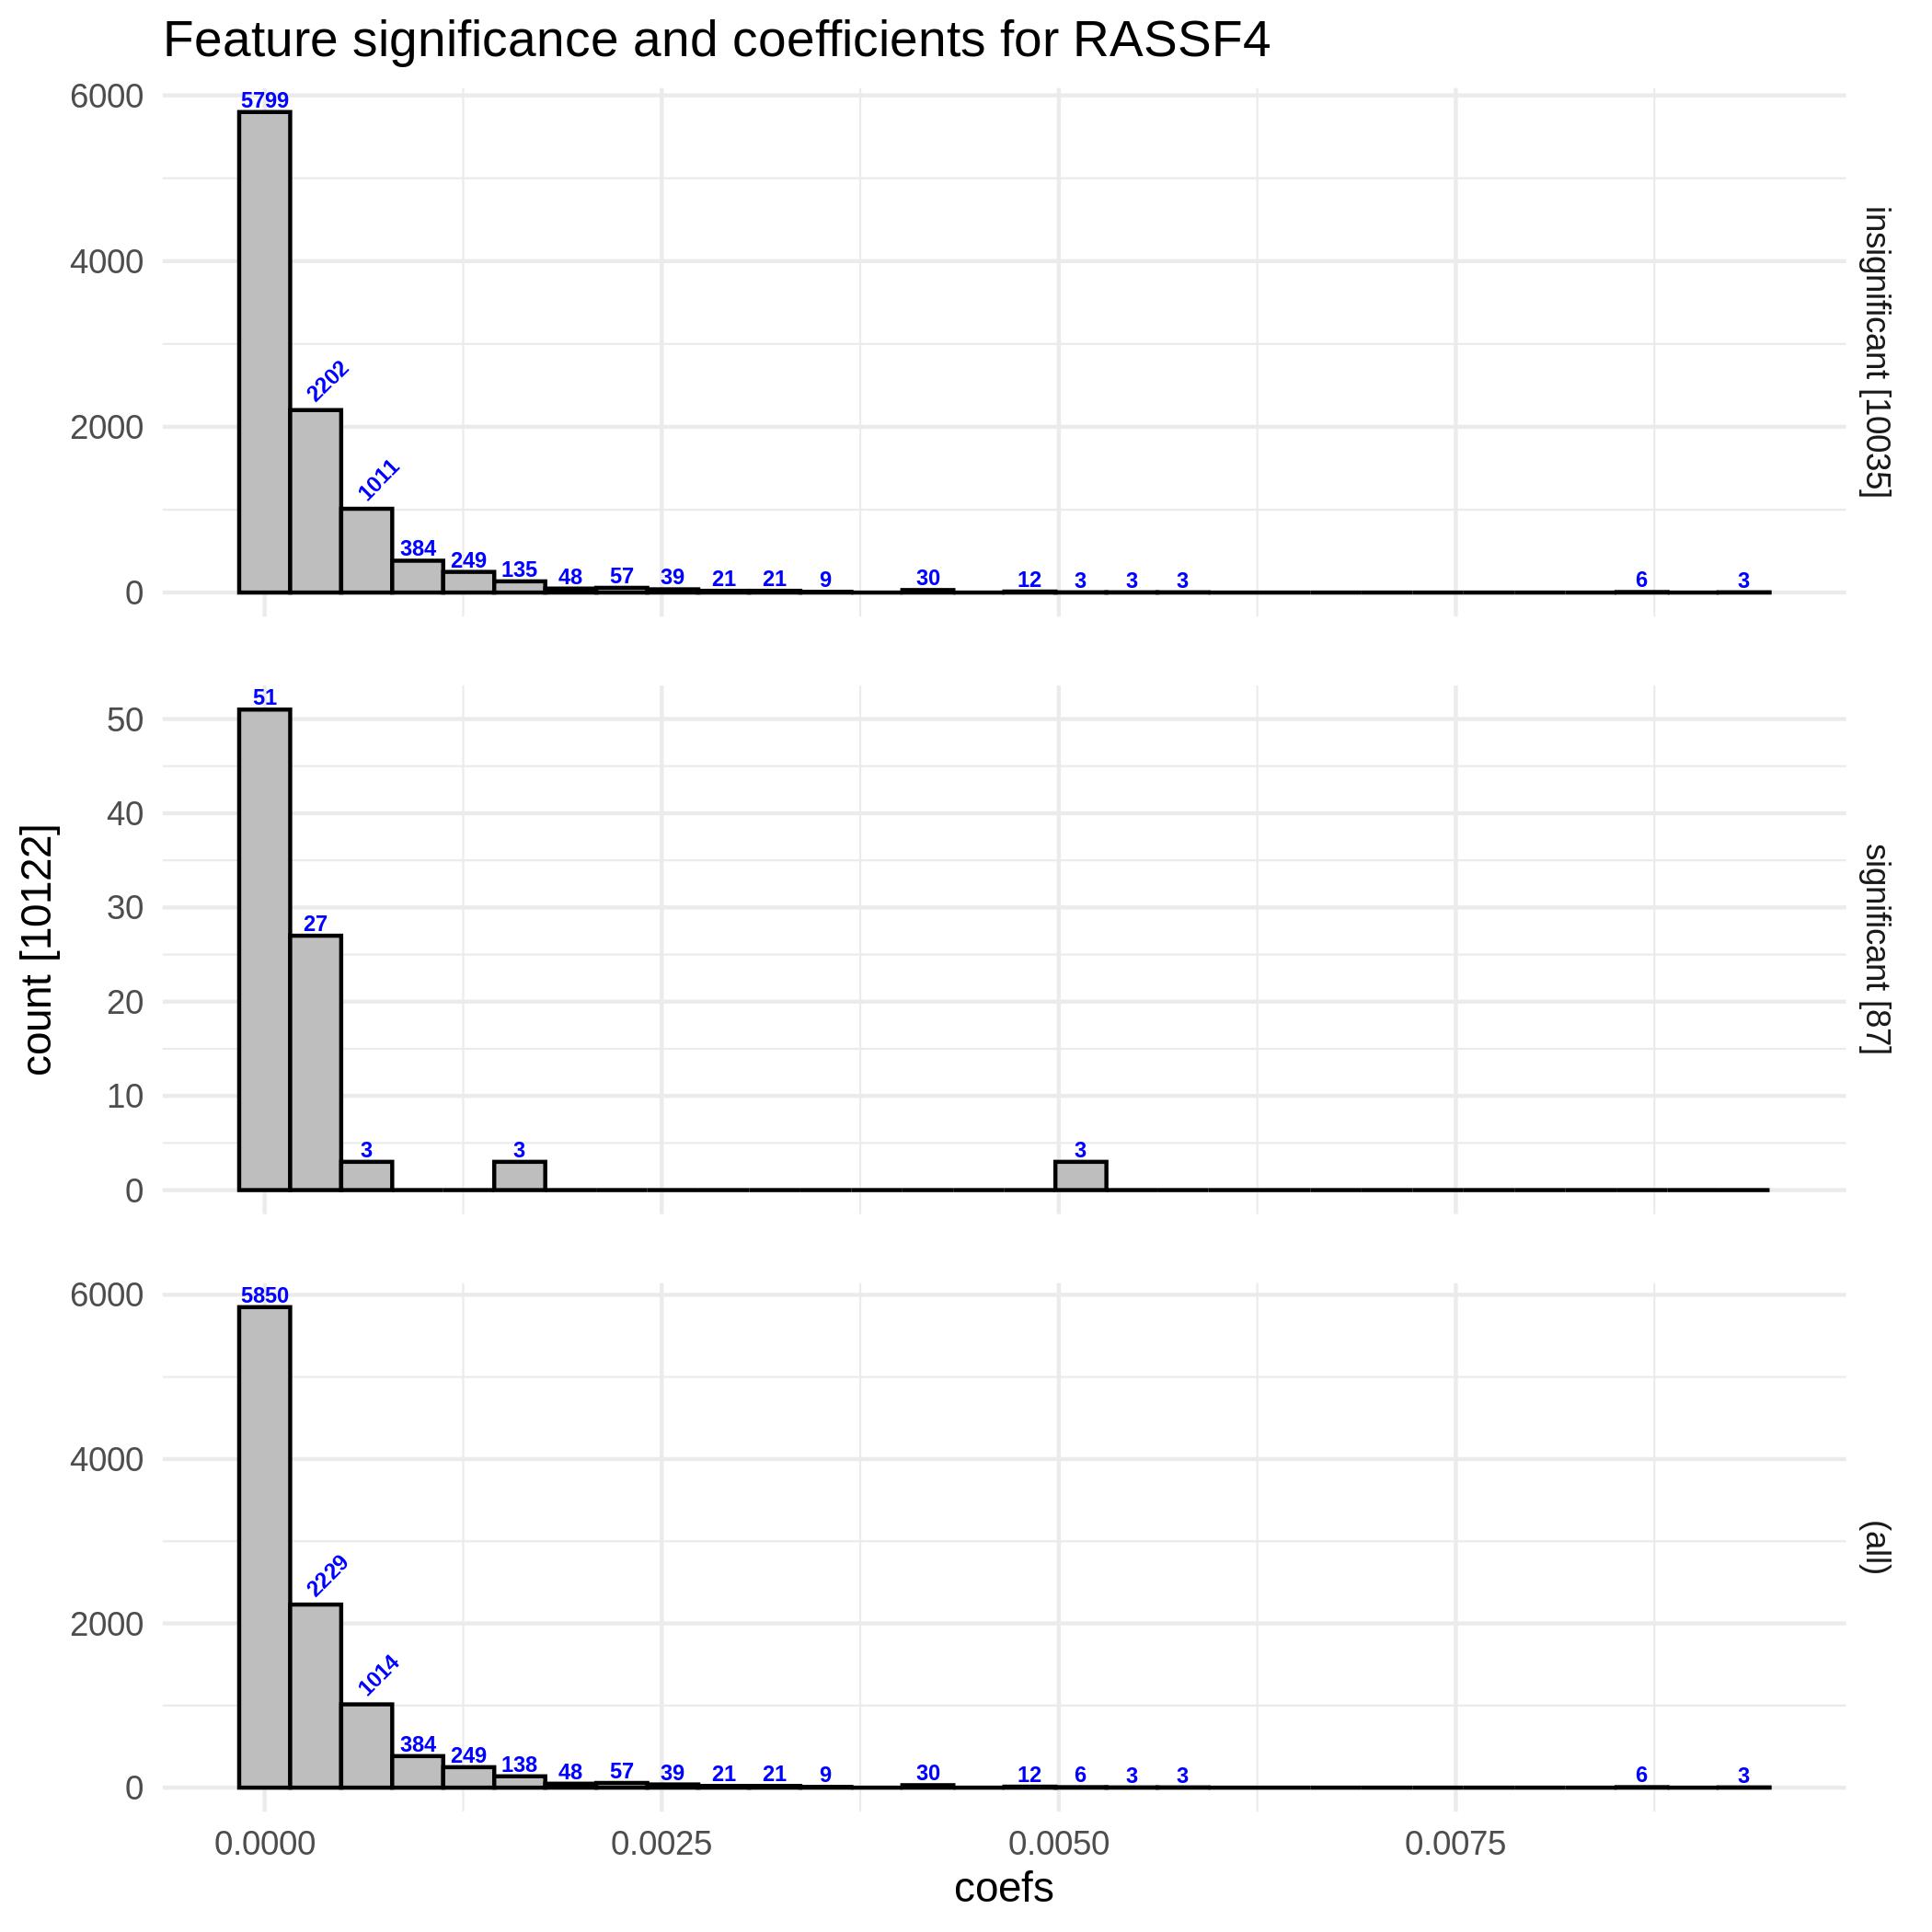 Feature significance and coefficients for RASSF4
6000
4000
2000
0
5799
2202
1011
384 249 135 48 57 39 21 21 9 30 12 3 3 3 6 3
insignificant [10035]
count [10122]
50
40
30
20
10
0
51
27
3 3 3
significant [87]
6000
4000
2000
0
5850
2229
1014
384 249 138 48 57 39 21 21 9 30 12 6 3 3 6 3
(all)
0.0000 0.0025 0.0050 0.0075
coefs